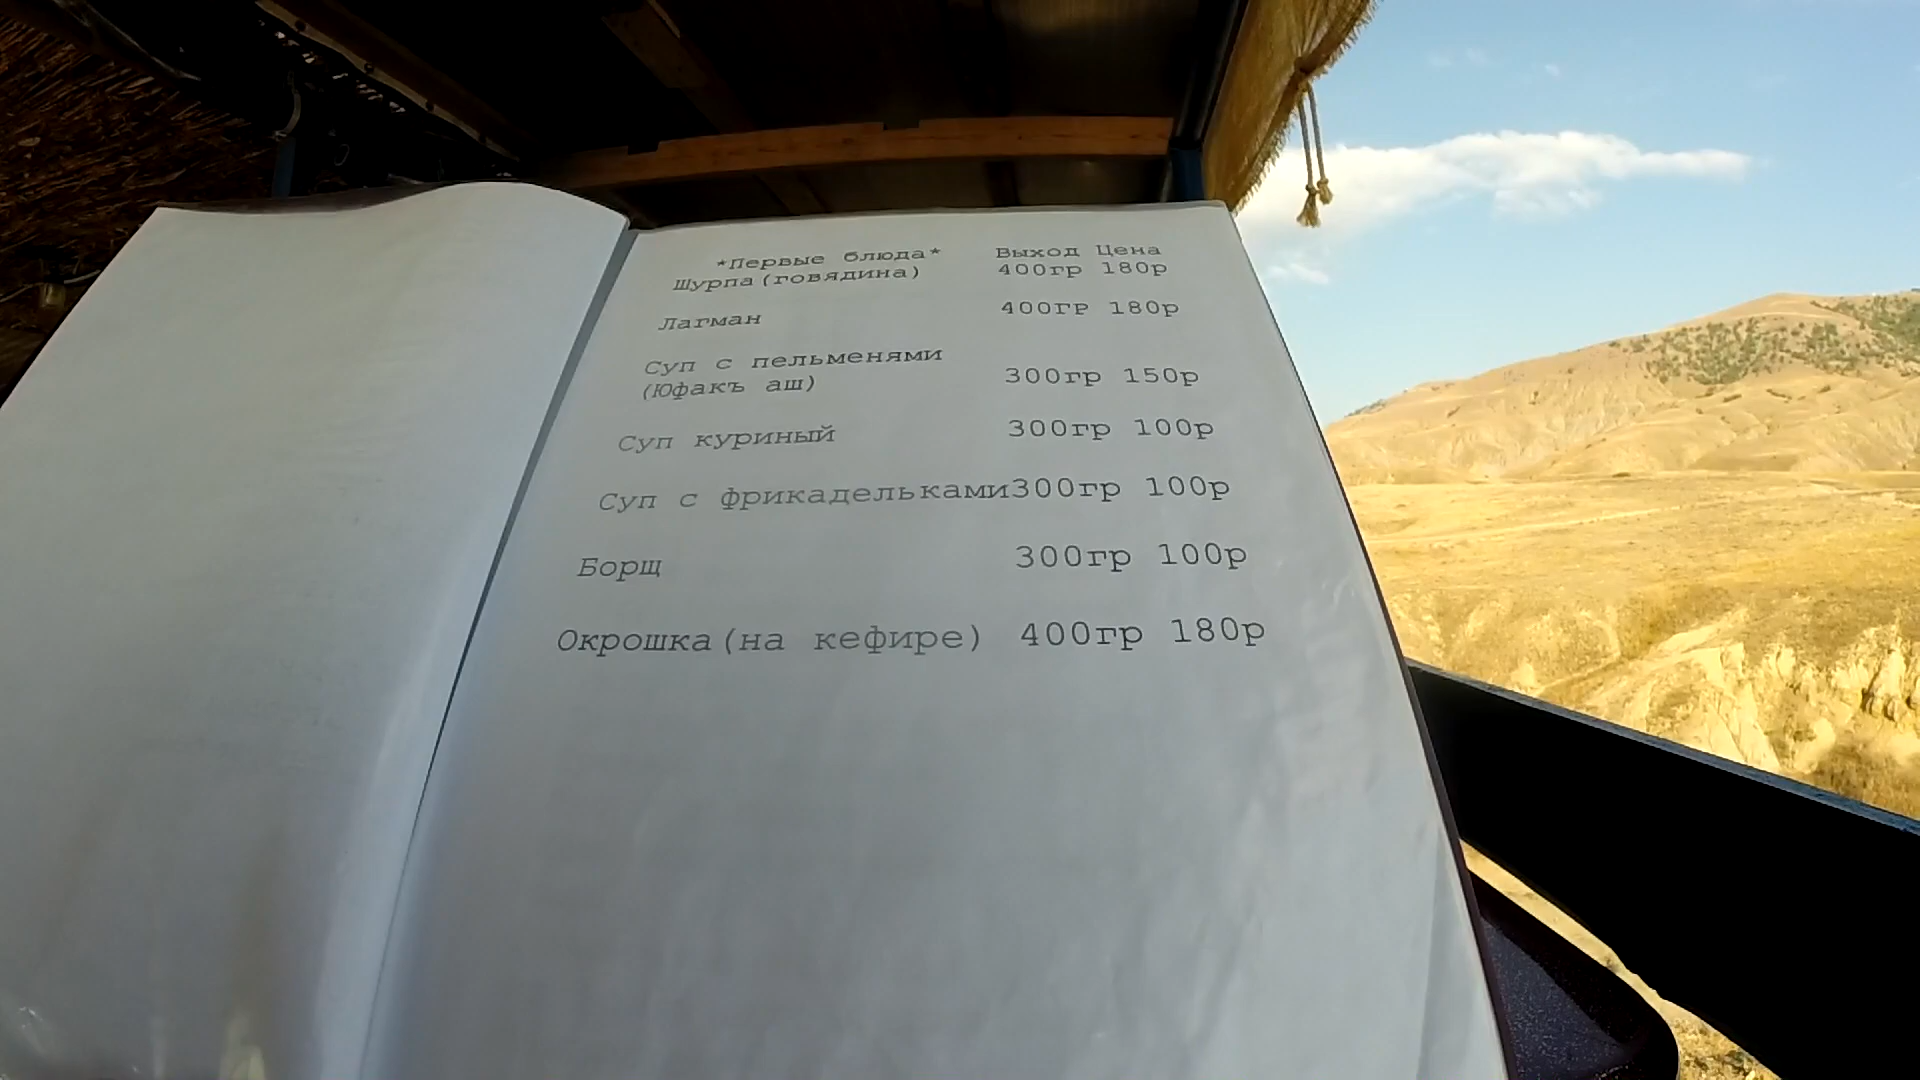 *Первые блюда* Выход Цена
Шурпа(говядина) 400гр 180р
Лагман 400гр 180р
Суп с пельменями
(Юфакъ аш) 300гр 150р
Суп куриный 300гр 100р
Суп с фрикадельками300гр 100р
Борщ 300гр 100р
Окрошка(на кефире) 400гр 180р